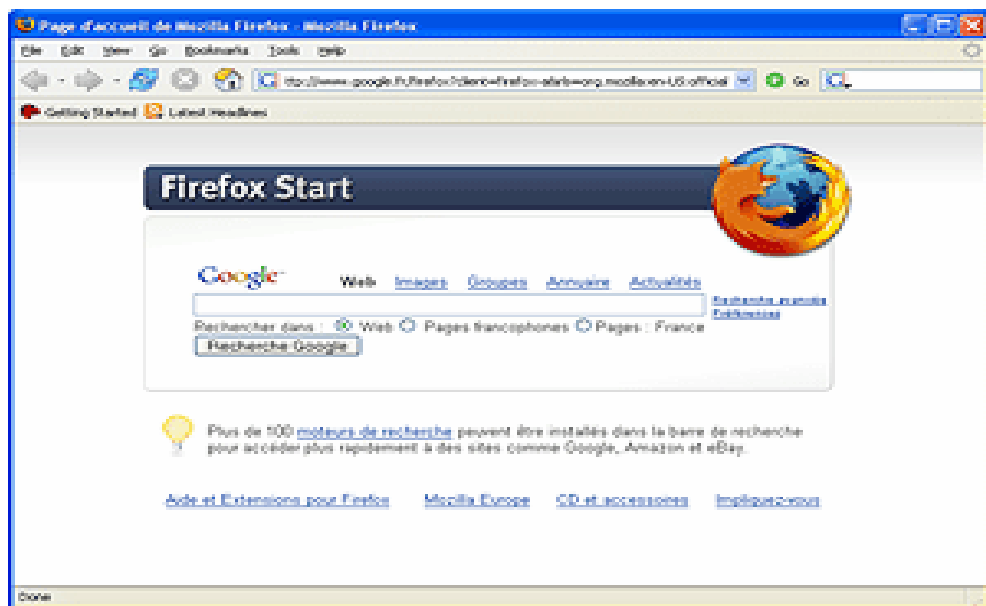 Page d'accueil de Mozilla Firefox - Mozilla Firefox
File Edit View Go Bookmarks Tools Help
Go
Getting Started Latest Headlines
Firefox Start
Google
Web Images Groupes Annuaire Actualités
Recherche avancée
Préférences
Rechercher dans : Web Pages francophones Pages : France
Recherche Google
Plus de 100 moteurs de recherche peuvent être installés dans la barre de recherche
pour accéder plus rapidement à des sites comme Google, Amazon et eBay.
Aide et Extensions pour Firefox Mozilla Europe CD et accessoires Impliquez-vous
Done